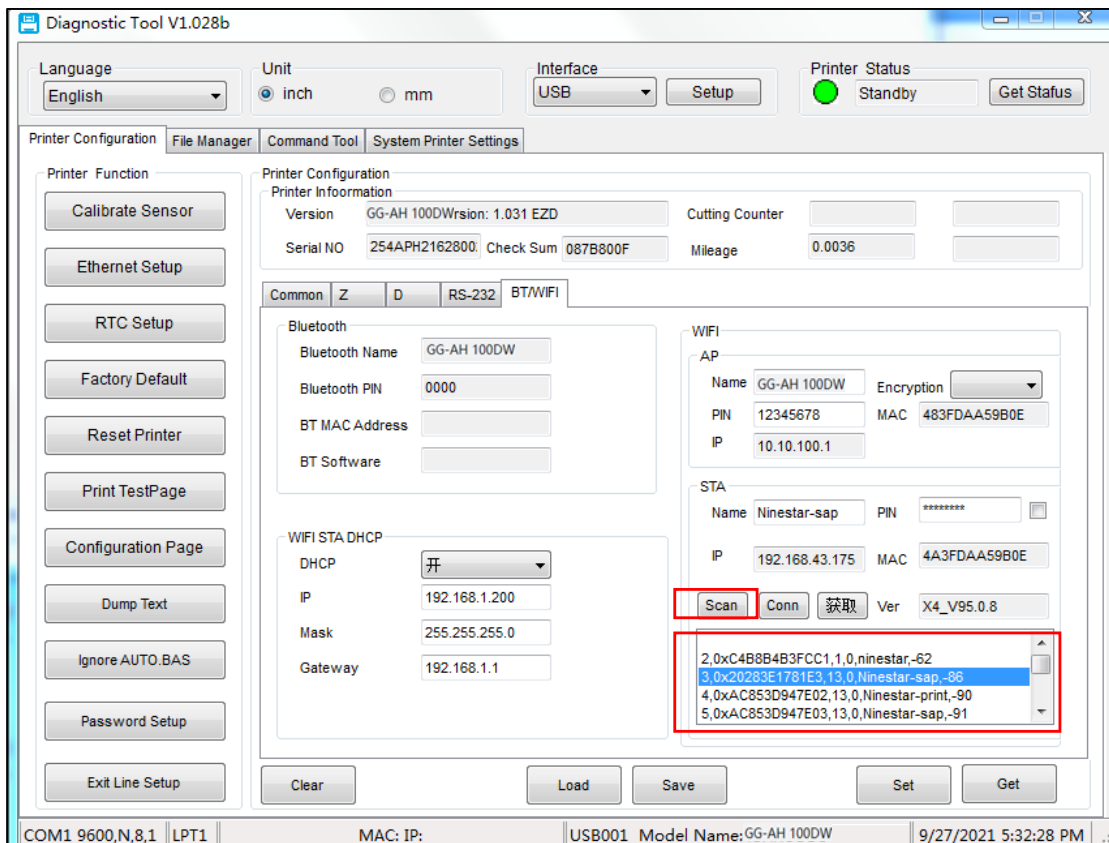 Diagnostic Tool V1.028b
Language
Unit
Interface
Printer Status
English
inch
mm
USB
Setup
Standby
Get Stafus
Printer Configuration
File Manager
Command Tool
System Printer Settings
Printer Function
Calibrate Sensor
Ethernet Setup
RTC Setup
Factory Default
Reset Printer
Print TestPage
Configuration Page
Dump Text
Ignore AUTO.BAS
Password Setup
Exit Line Setup
Printer Configuration
Printer Infoormation
Version
GG-AH 100DWrsion: 1.031 EZD
Cutting Counter
Serial NO
254APH2162800
Check Sum
087B800F
Mileage
0.0036
Common
Z
D
RS-232
BT/WIFI
Bluetooth
Bluetooth Name
GG-AH 100DW
Bluetooth PIN
0000
BT MAC Address
BT Software
WIFI STA DHCP
DHCP
开
IP
192.168.1.200
Mask
255.255.255.0
Gateway
192.168.1.1
WIFI
AP
Name
GG-AH 100DW
Encryption
PIN
12345678
MAC
483FDAA59B0E
IP
10.10.100.1
STA
Name
Ninestar-sap
PIN
********
IP
192.168.43.175
MAC
4A3FDAA59B0E
Scan
Conn
获取
Ver
X4_V95.0.8
2,0xC4B8B4B3FCC1,1,0,ninestar,-62
3,0x20283E1781E3,13,0,Ninestar-sap,-86
4,0xAC853D947E02,13,0,Ninestar-print,-90
5,0xAC853D947E03,13,0,Ninestar-sap,-91
Clear
Load
Save
Set
Get
COM1 9600,N,8,1
LPT1
MAC: IP:
USB001 Model Name:GG-AH 100DW
9/27/2021 5:32:28 PM